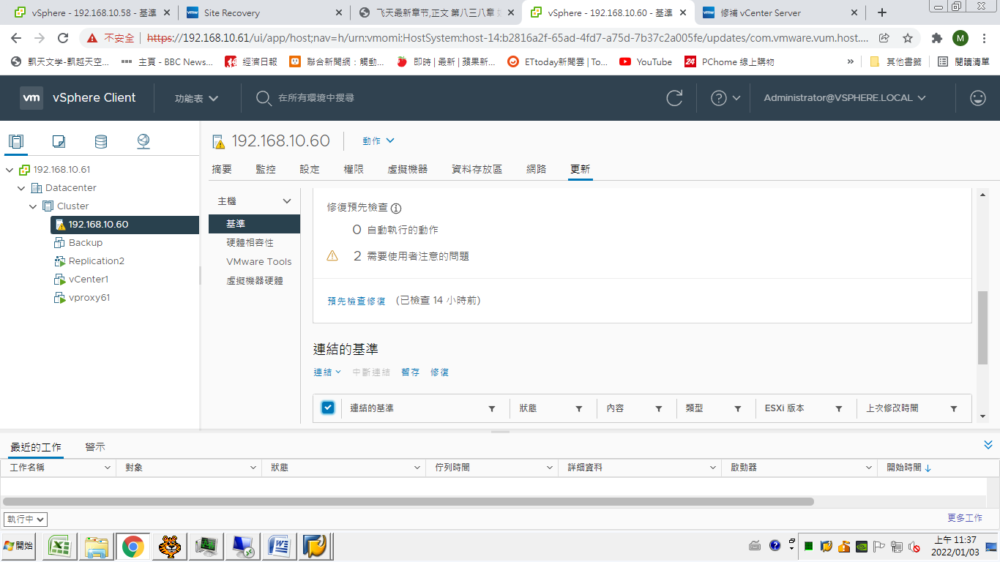 vSphere - 192.168.10.58 - 基準
Site Recovery
飞天最新章节,正文 第八三八章
vSphere - 192.168.10.60 - 基準
修補 vCenter Server
不安全
https://192.168.10.61/ui/app/host;nav=h/urn:vmomi:HostSystem:host-14:b2816a2f-65ad-4fd7-a75d-7b37c2a005fe/updates/com.vmware.vum.host....
M
飘天文学-飘越天空...
主頁 - BBC News...
經濟日報
聯合新聞網：觸動...
即時 | 最新 | 蘋果新...
ETtoday新聞雲 | To...
YouTube
24 PChome 線上購物
»
其他書籤
閱讀清單
vm vSphere Client
功能表
在所有環境中搜尋
Administrator@VSPHERE.LOCAL
192.168.10.61
Datacenter
Cluster
192.168.10.60
Backup
Replication2
vCenter1
vproxy61
192.168.10.60
動作
摘要 監控 設定 權限 虛擬機器 資料存放區 網路 更新
主機
基準
硬體相容性
VMware Tools
虛擬機器硬體
修復預先檢查
0 自動執行的動作
2 需要使用者注意的問題
預先檢查修復 (已檢查 14 小時前)
連結的基準
連結 中斷連結 暫存 修復
連結的基準 狀態 內容 類型 ESXi 版本 上次修改時間
最近的工作 警示
工作名稱 對象 狀態 佇列時間 詳細資料 啟動器 開始時間
執行中
更多工作
開始
上午 11:37
2022/01/03